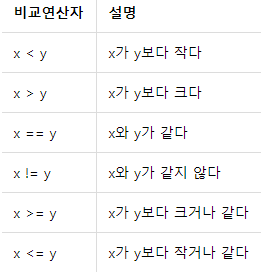 비교연산자 설명
x < y x가 y보다 작다
x > y x가 y보다 크다
x == y x와 y가 같다
x != y x와 y가 같지 않다
x >= y x가 y보다 크거나 같다
x <= y x가 y보다 작거나 같다